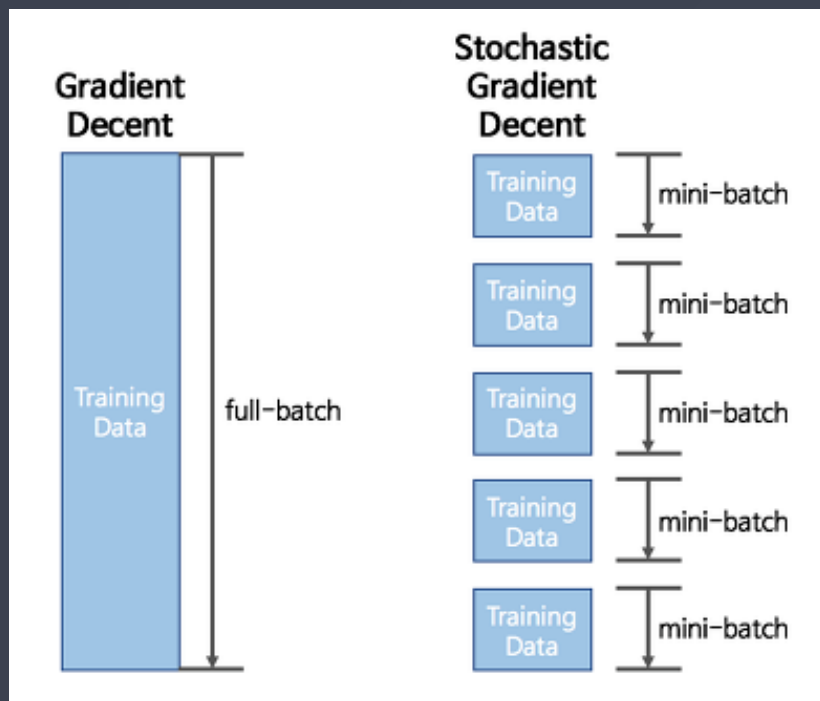 Gradient
Decent
Training
Data
full-batch
Stochastic
Gradient
Decent
Training
Data
mini-batch
Training
Data
mini-batch
Training
Data
mini-batch
Training
Data
mini-batch
Training
Data
mini-batch